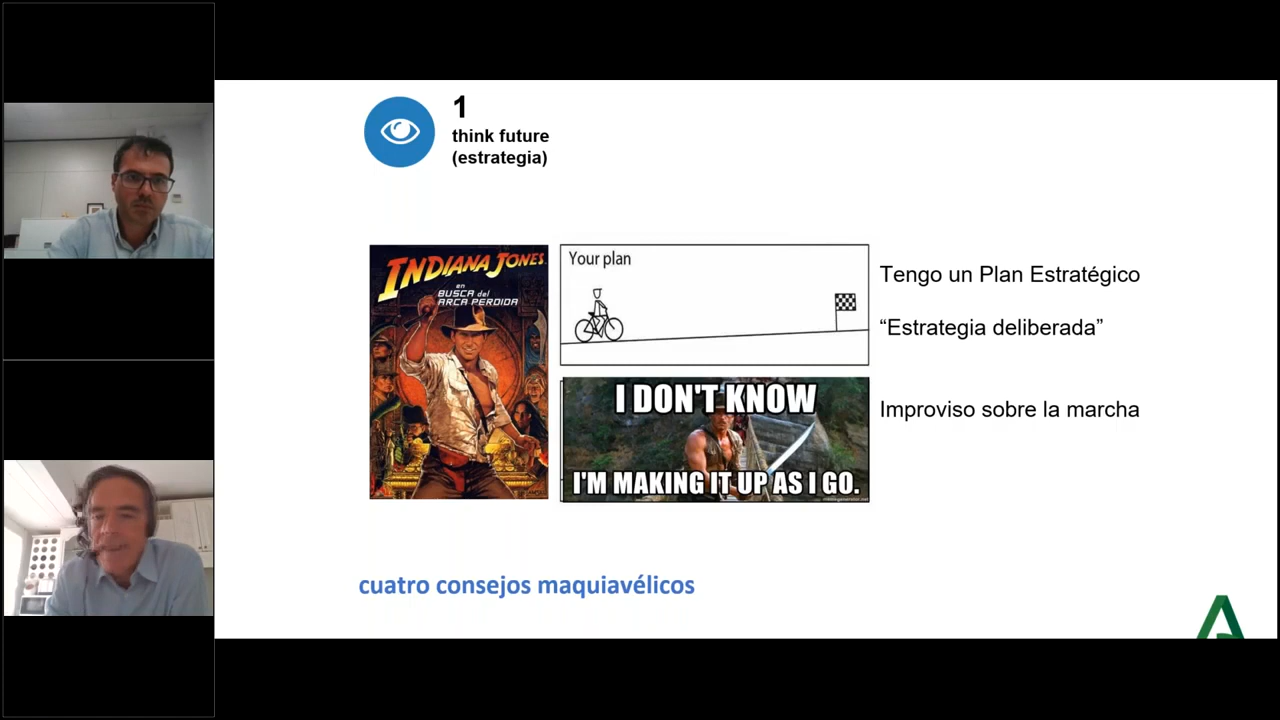 1
think future
(estrategia)
INDIANA JONES
en
BUSCA del
ARCA PERDIDA
Your plan
Tengo un Plan Estratégico
“Estrategia deliberada”
I DON'T KNOW
I'M MAKING IT UP AS I GO.
Improviso sobre la marcha
cuatro consejos maquiavélicos